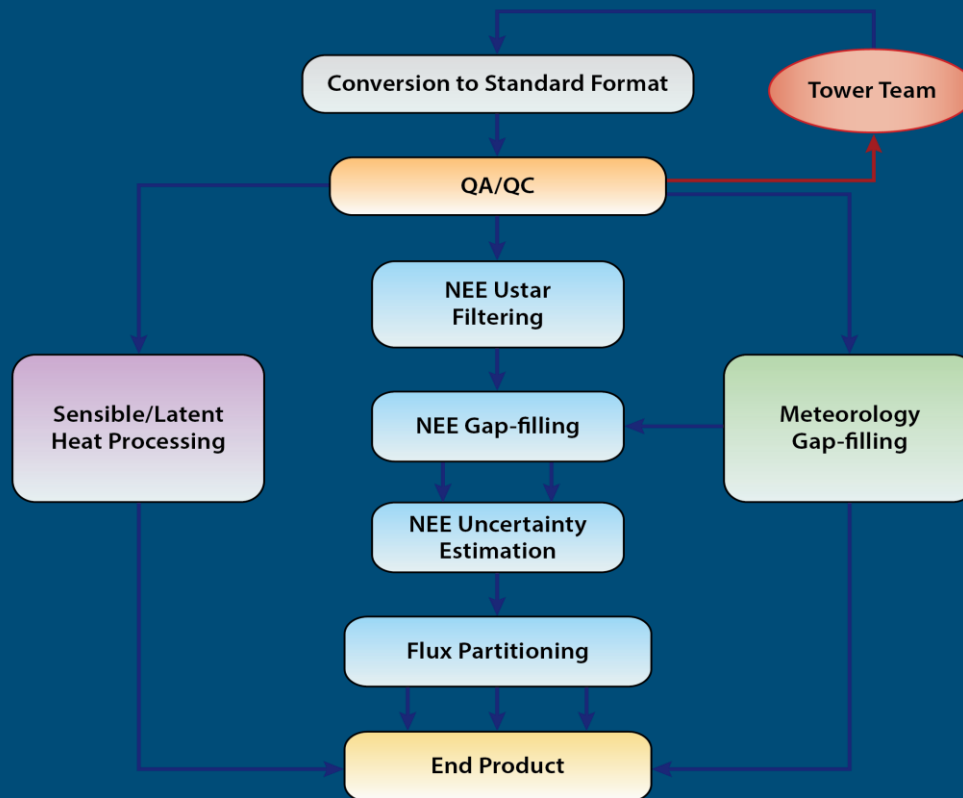 Conversion to Standard Format
Tower Team
QA/QC
NEE Ustar
Filtering
Sensible/Latent
Heat Processing
NEE Gap-filling
Meteorology
Gap-filling
NEE Uncertainty
Estimation
Flux Partitioning
End Product